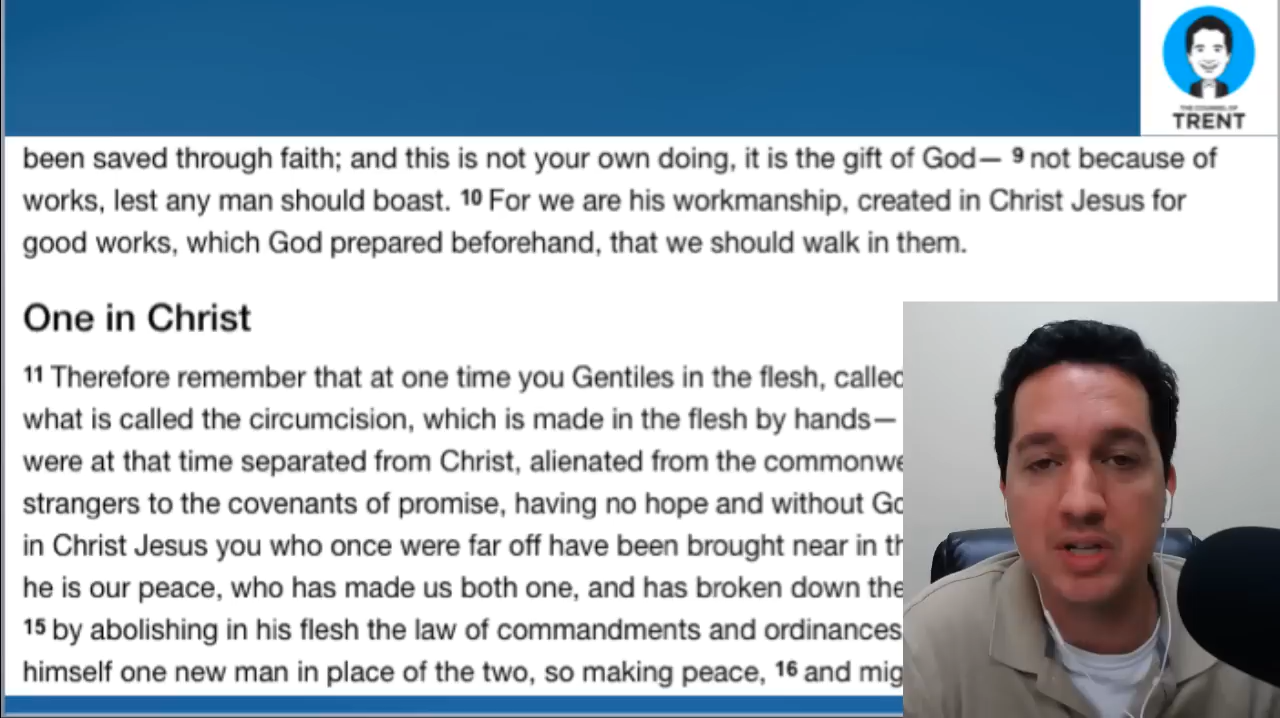 THE COUNSEL OF
TRENT
been saved through faith; and this is not your own doing, it is the gift of God— 9 not because of
works, lest any man should boast. 10 For we are his workmanship, created in Christ Jesus for
good works, which God prepared beforehand, that we should walk in them.
One in Christ
11 Therefore remember that at one time you Gentiles in the flesh, called
what is called the circumcision, which is made in the flesh by hands—
were at that time separated from Christ, alienated from the
strangers to the covenants of promise, having no hope and without
in Christ Jesus you who once were far off have been brought near in
he is our peace, who has made us both one, and has broken down the
15 by abolishing in his flesh the law of commandments and ordinances
himself one new man in place of the two, so making peace, 16 and